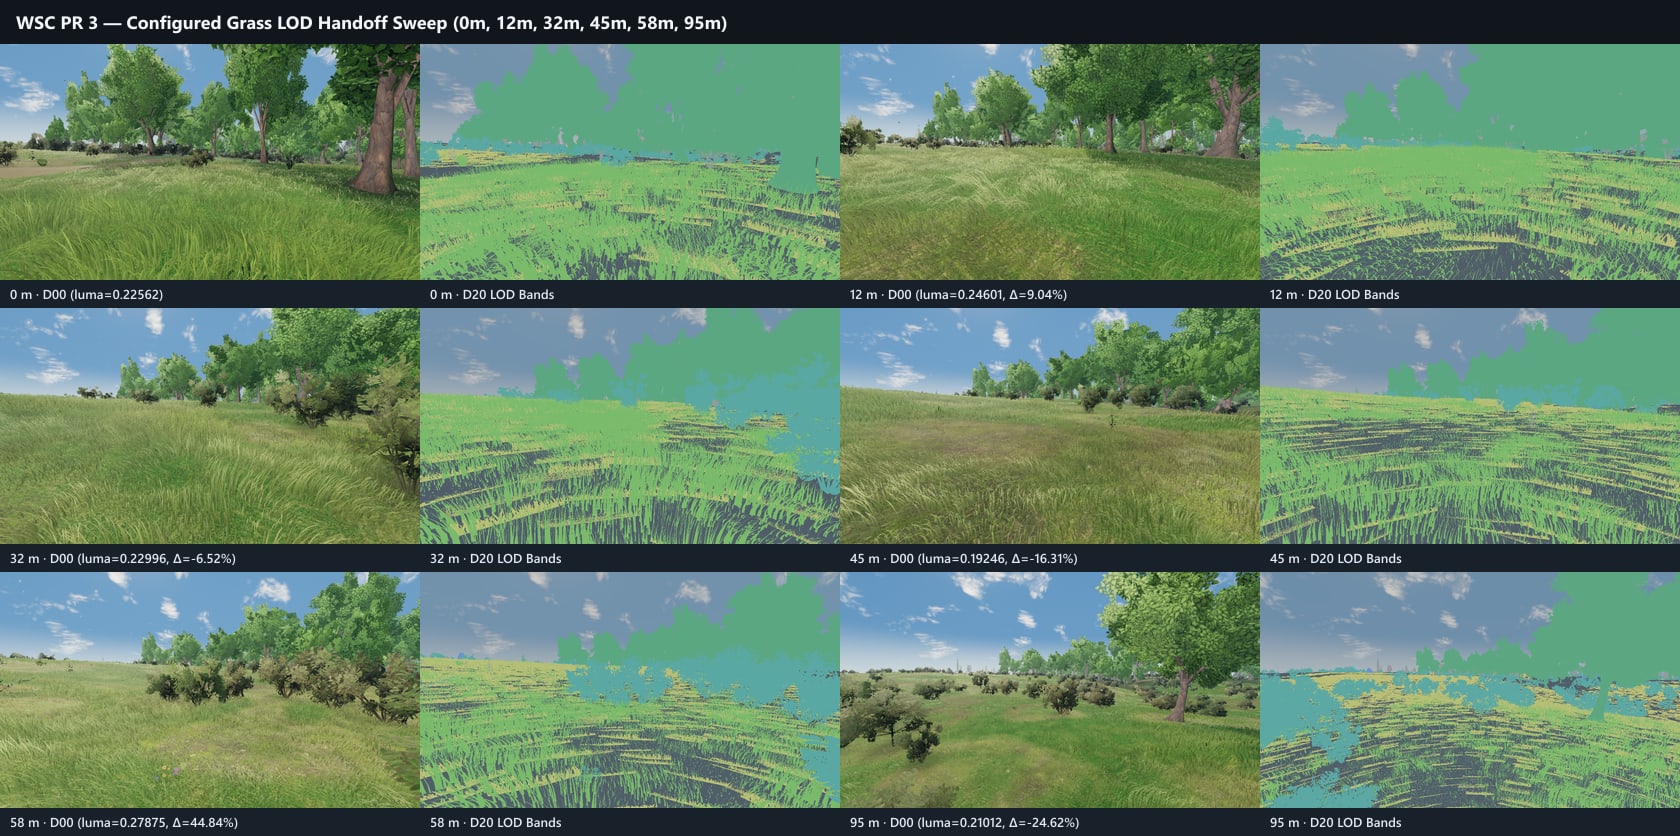 WSC PR 3 — Configured Grass LOD Handoff Sweep (0m, 12m, 32m, 45m, 58m, 95m)
0 m · D00 (luma=0.22562)
0 m · D20 LOD Bands
12 m · D00 (luma=0.24601, Δ=9.04%)
12 m · D20 LOD Bands
32 m · D00 (luma=0.22996, Δ=-6.52%)
32 m · D20 LOD Bands
45 m · D00 (luma=0.19246, Δ=-16.31%)
45 m · D20 LOD Bands
58 m · D00 (luma=0.27875, Δ=44.84%)
58 m · D20 LOD Bands
95 m · D00 (luma=0.21012, Δ=-24.62%)
95 m · D20 LOD Bands